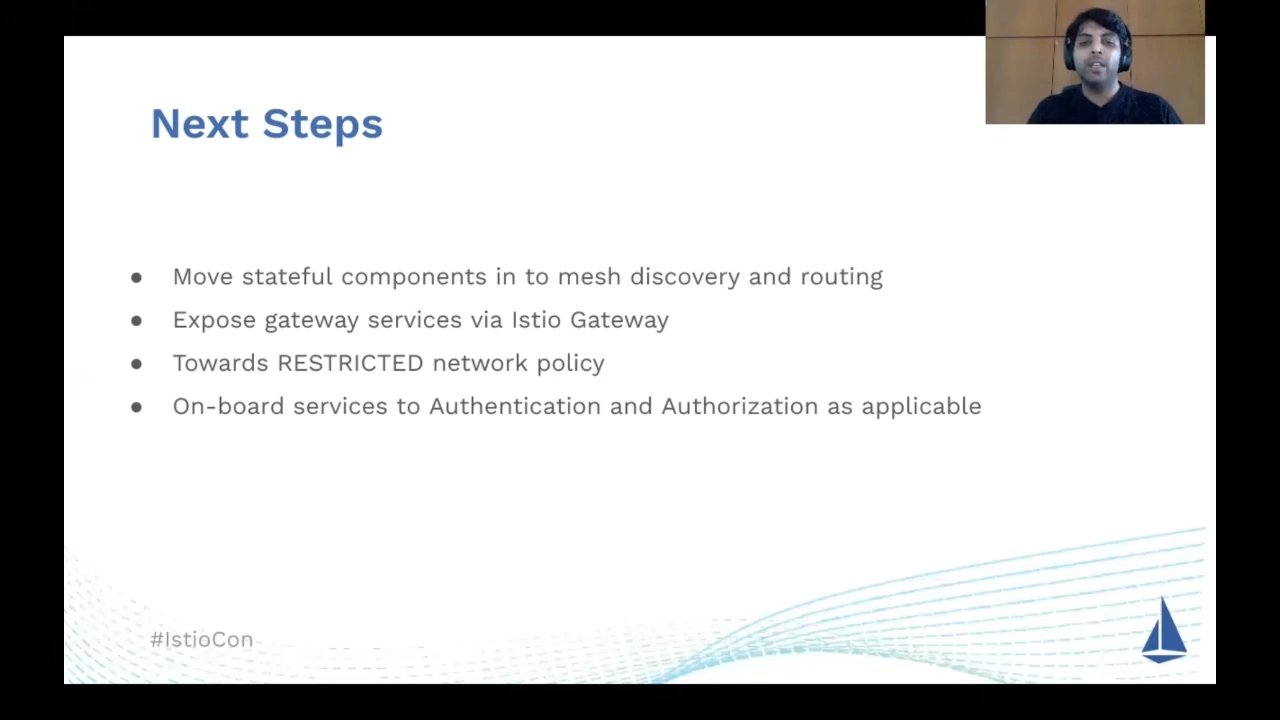 Next Steps
● Move stateful components in to mesh discovery and routing
● Expose gateway services via Istio Gateway
● Towards RESTRICTED network policy
● On-board services to Authentication and Authorization as applicable
#IstioCon